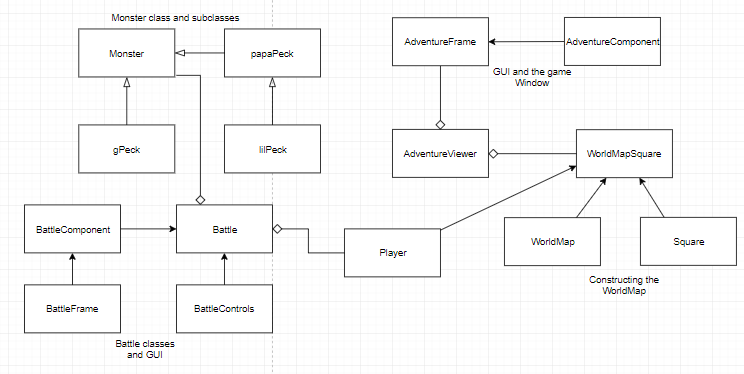 Monster class and subclasses
Monster
papaPeck
AdventureFrame
AdventureComponent
GUI and the game
Window
gPeck
lilPeck
AdventureViewer
WorldMapSquare
BattleComponent
Battle
Player
WorldMap
Square
Constructing the
WorldMap
BattleFrame
BattleControls
Battle classes
and GUI